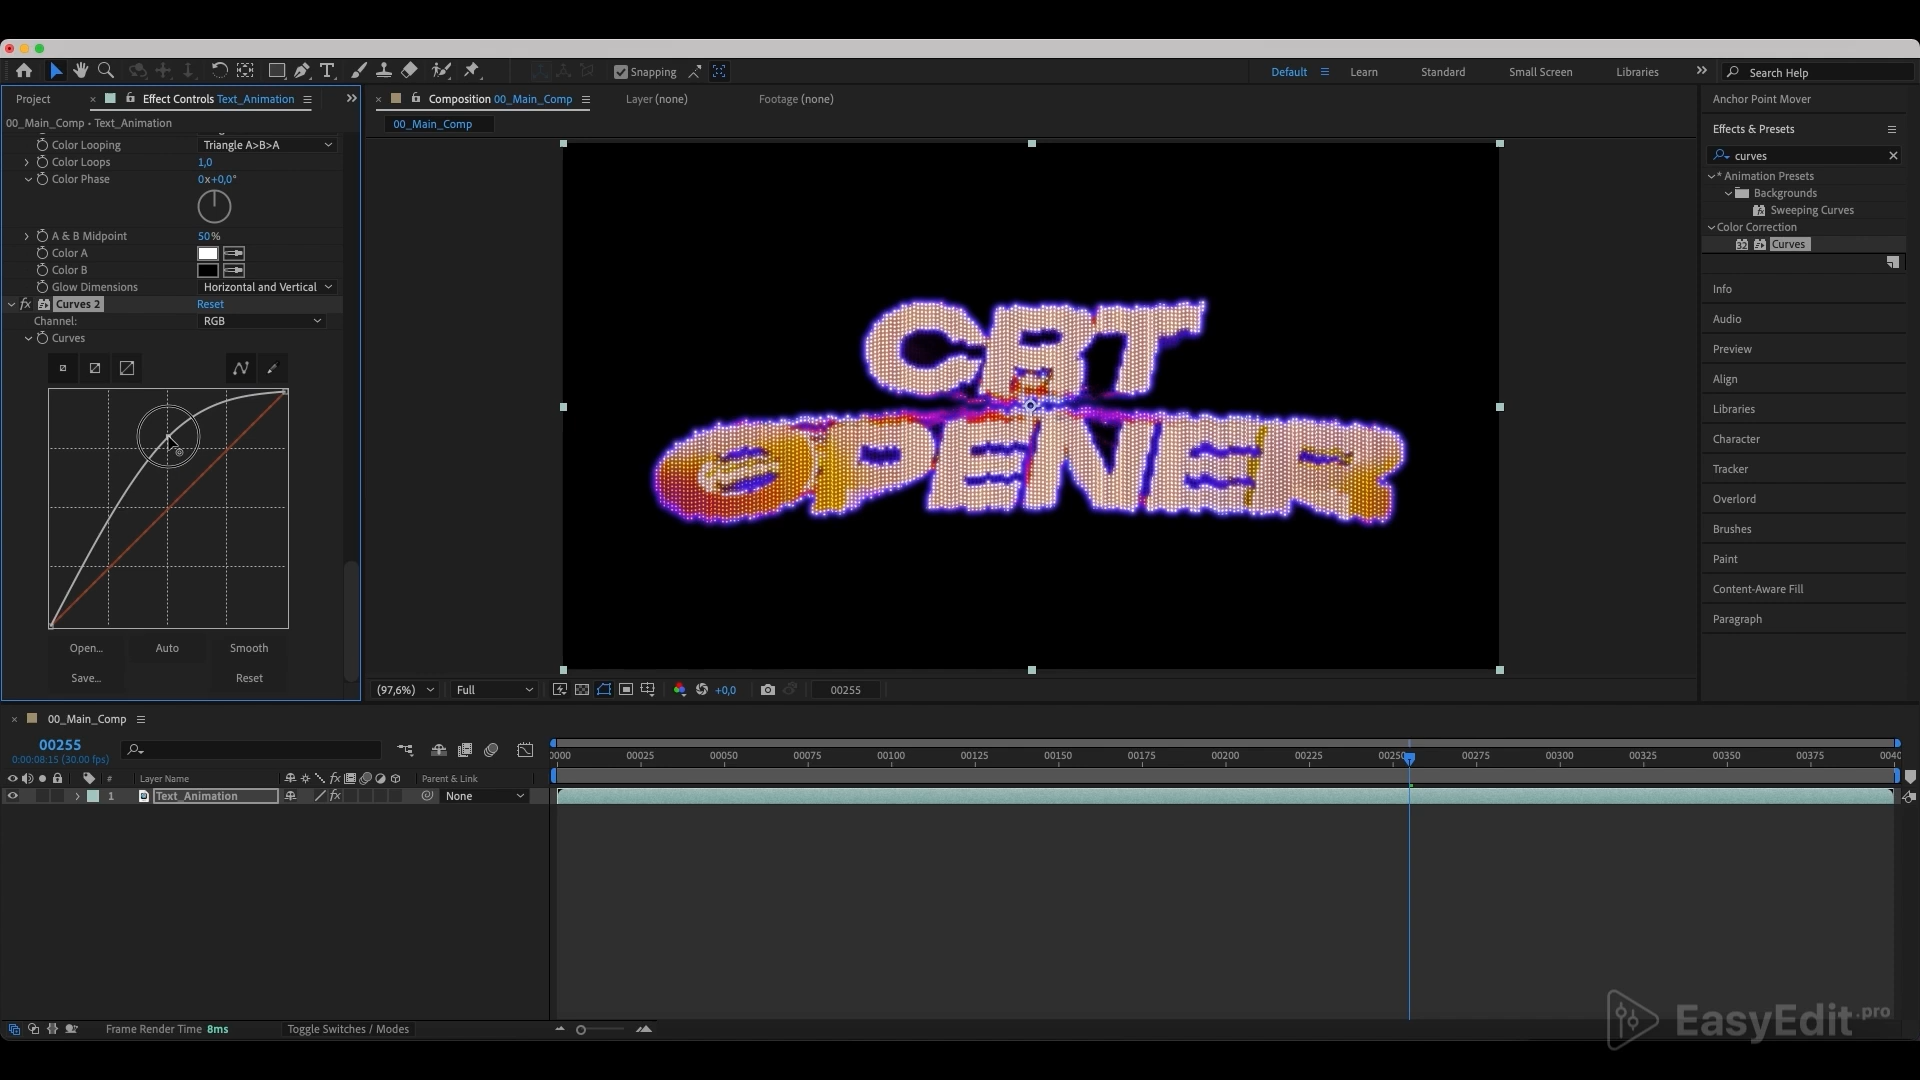 Snapping
Default
Learn
Standard
Small Screen
Libraries
Search Help
Project
Effect Controls Text_Animation
Composition 00_Main_Comp
Layer (none)
Footage (none)
Anchor Point Mover
00_Main_Comp • Text_Animation
00_Main_Comp
Effects & Presets
Color Looping
Triangle A>B>A
curves
Color Loops
1,0
Color Phase
0x+0,0°
* Animation Presets
Backgrounds
Sweeping Curves
Color Correction
32
Curves
A & B Midpoint
50%
Color A
Color B
Glow Dimensions
Horizontal and Vertical
fx
Curves 2
Reset
Channel:
RGB
Curves
Info
Audio
Preview
Align
Libraries
Character
Tracker
Overlord
Brushes
Paint
Content-Aware Fill
Paragraph
CRT
OPENER
Open...
Auto
Smooth
Save...
Reset
(97,6%)
Full
+0,0
00255
00_Main_Comp
00255
0:00:08:15 (30.00 fps)
0000
00025
00050
00075
00100
00125
00150
00175
00200
00225
00250
00275
00300
00325
00350
00375
0040
#
Layer Name
fx
Parent & Link
1
Text_Animation
fx
None
Frame Render Time 8ms
Toggle Switches / Modes
EasyEdit.pro